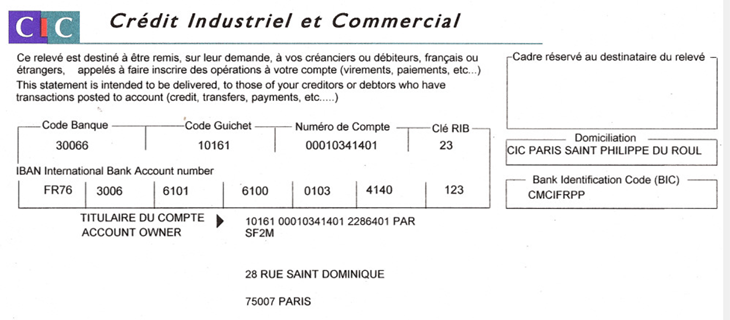 CIC Crédit Industriel et Commercial
Ce relevé est destiné à être remis, sur leur demande, à vos créanciers ou débiteurs, français ou
étrangers, appelés à faire inscrire des opérations à votre compte (virements, paiements, etc...)
This statement is intended to be delivered, to those of your creditors or debtors who have
transactions posted to account (credit, transfers, payments, etc.....)
Cadre réservé au destinataire du relevé
Code Banque Code Guichet Numéro de Compte Clé RIB
30066 10161 00010341401 23
Domiciliation
CIC PARIS SAINT PHILIPPE DU ROUL
IBAN International Bank Account number
FR76 3006 6101 6100 0103 4140 123
Bank Identification Code (BIC)
CMCIFRPP
TITULAIRE DU COMPTE
ACCOUNT OWNER
10161 00010341401 2286401 PAR
SF2M
28 RUE SAINT DOMINIQUE
75007 PARIS